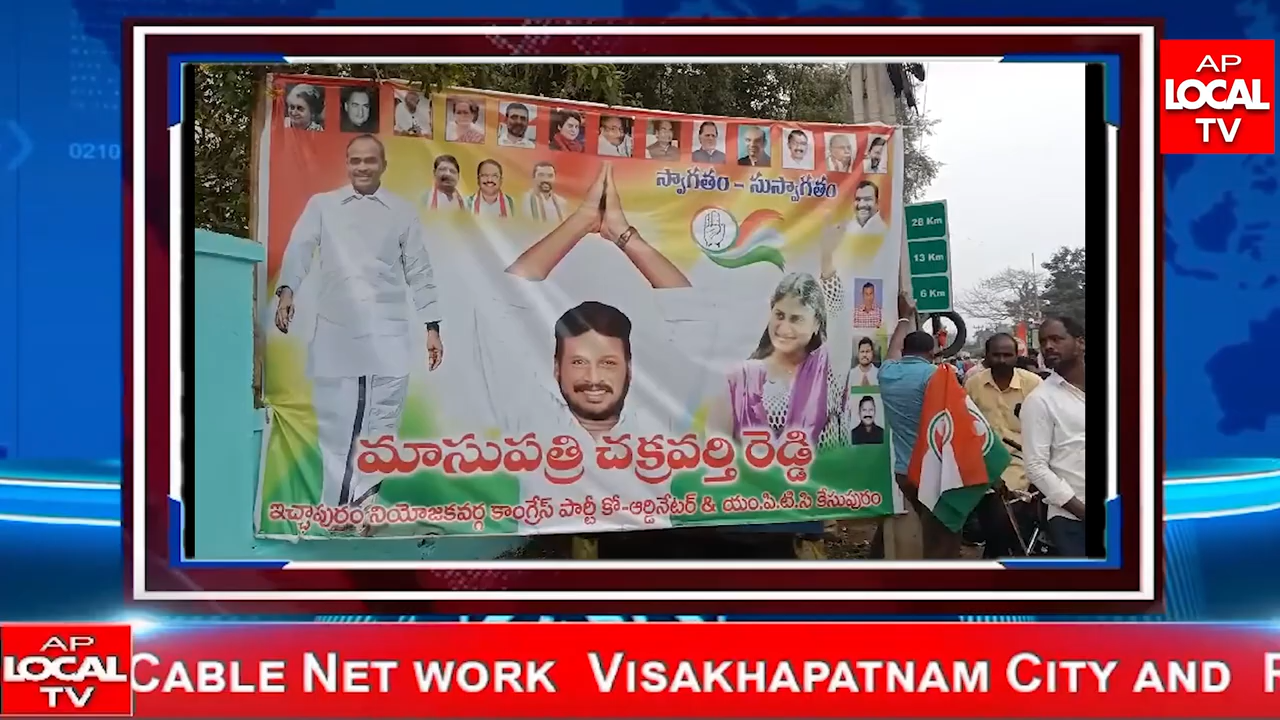 AP
LOCAL
TV
0210
స్వాగతం - సుస్వాగతం
28 Km
13 Km
6 Km
మాసుపత్రి చక్రవర్తి రెడ్డి
ఇచ్చాపురం నియోజకవర్గ కాంగ్రేస్ పార్టీ కో-ఆర్డినేటర్ & యం.పి.టి.సి కేసుపురం
AP
LOCAL
TV
CABLE NET WORK VISAKHAPATNAM CITY AND